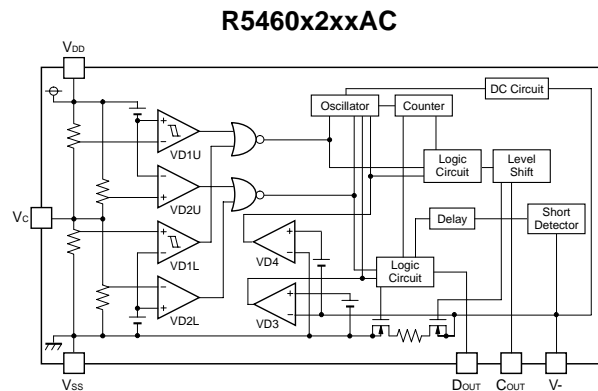 R5460x2xxAC
VDD
Oscillator
Counter
DC Circuit
VD1U
Logic
Circuit
Level
Shift
VD2U
VC
Delay
Short
Detector
VD1L
VD4
Logic
Circuit
VD2L
VD3
VSS
DOUT
COUT
V-